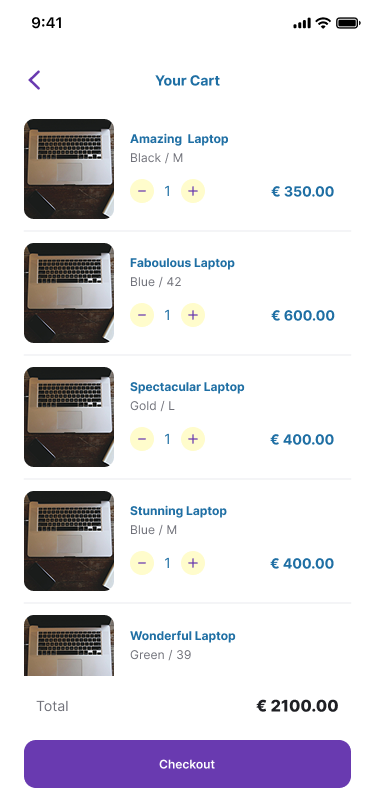 9:41
Your Cart
Amazing Laptop
Black / M
− 1 + € 350.00
Faboulous Laptop
Blue / 42
− 1 + € 600.00
Spectacular Laptop
Gold / L
− 1 + € 400.00
Stunning Laptop
Blue / M
− 1 + € 400.00
Wonderful Laptop
Green / 39
Total € 2100.00
Checkout